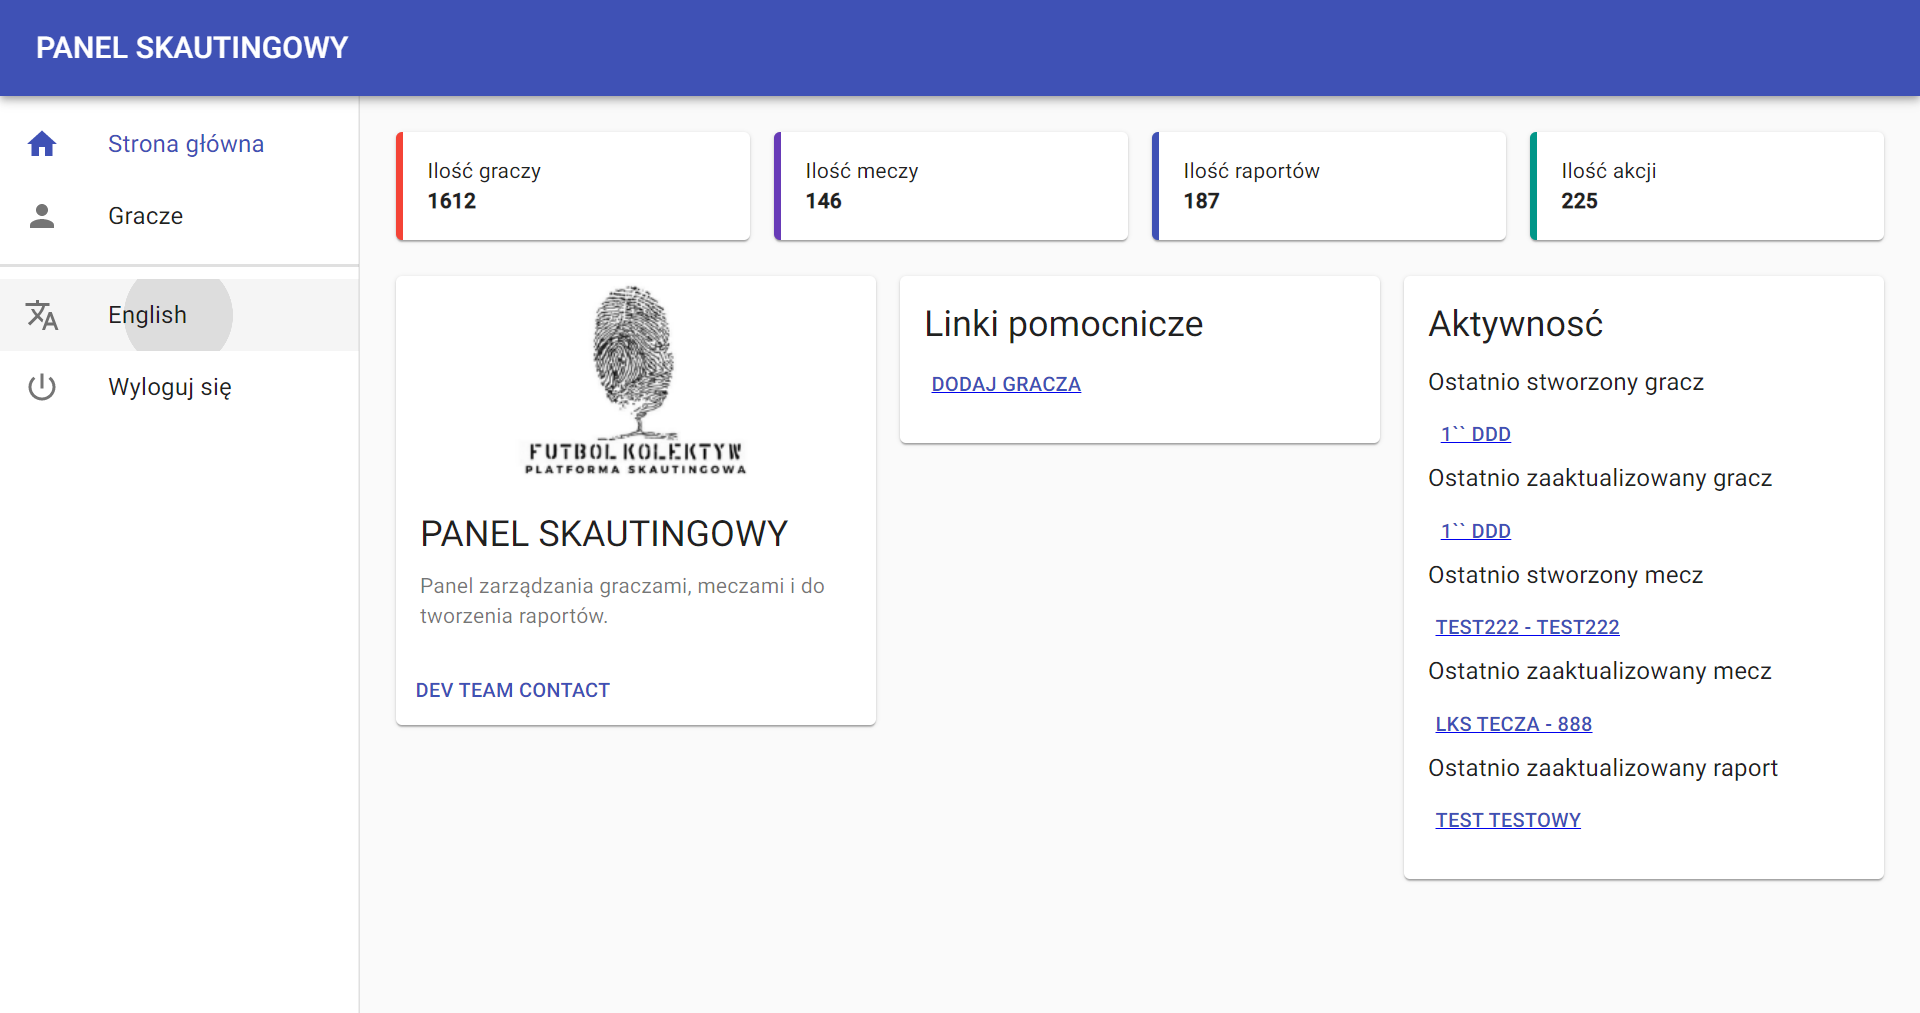 PANEL SKAUTINGOWY
Strona główna
Gracze
English
Wyloguj się
Ilość graczy
1612
Ilość meczy
146
Ilość raportów
187
Ilość akcji
225
FUTBOL KOLEKTYW
PLATFORMA SKAUTINGOWA
PANEL SKAUTINGOWY
Panel zarządzania graczami, meczami i do
tworzenia raportów.
DEV TEAM CONTACT
Linki pomocnicze
DODAJ GRACZA
Aktywność
Ostatnio stworzony gracz
1`` DDD
Ostatnio zaaktualizowany gracz
1`` DDD
Ostatnio stworzony mecz
TEST222 - TEST222
Ostatnio zaaktualizowany mecz
LKS TECZA - 888
Ostatnio zaaktualizowany raport
TEST TESTOWY